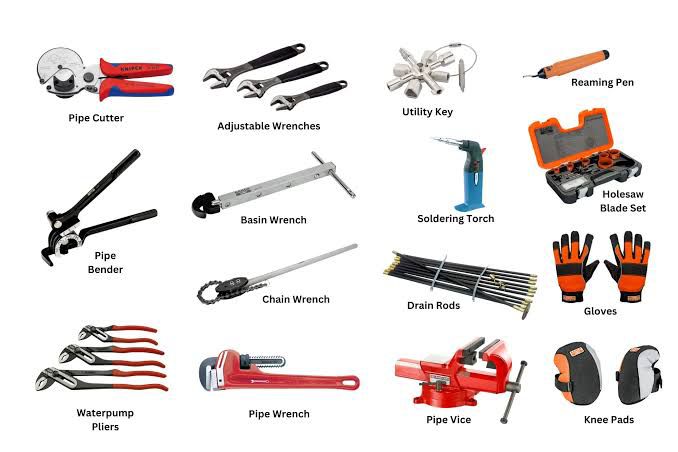 KNIPEX
Pipe Cutter
Adjustable Wrenches
Utility Key
Reaming Pen
Pipe
Bender
Basin Wrench
Soldering Torch
Holesaw
Blade Set
Chain Wrench
Drain Rods
Gloves
Waterpump
Pliers
Pipe Wrench
Pipe Vice
Knee Pads